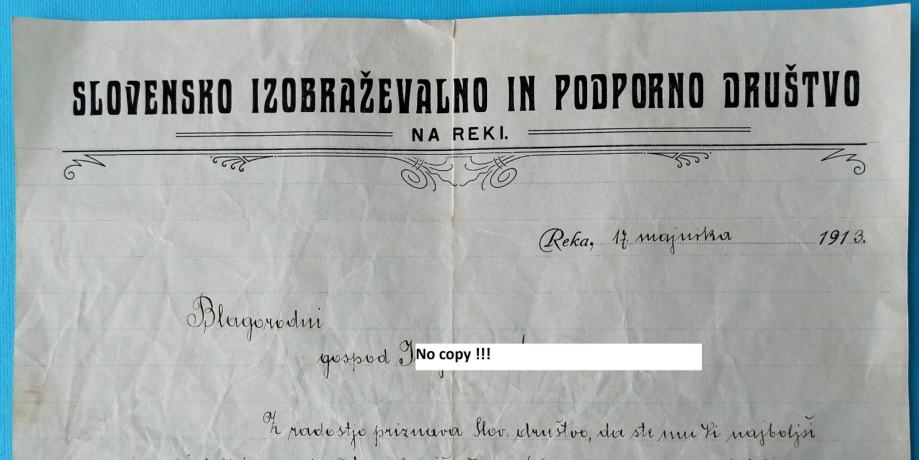 SLOVENSKO IZOBRAŽEVALNO IN PODPORNO DRUŠTVO
NA REKI.
Reka, 17 majnika 1913.
Blagorodni
gospod
No copy !!!
Z radostjo priznava Slov. društvo, da ste mu Vi najboljši